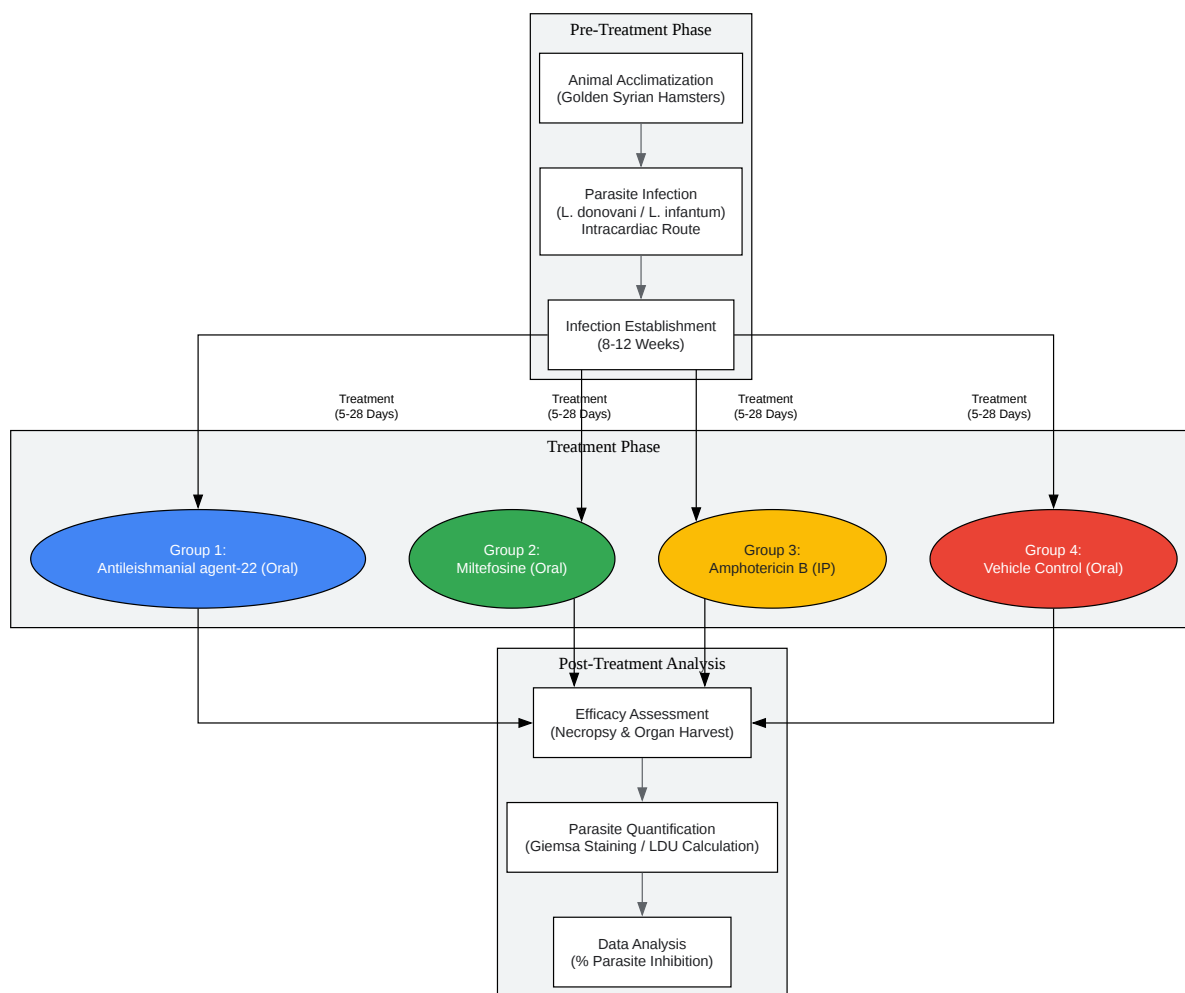 Pre-Treatment Phase
Animal Acclimatization
(Golden Syrian Hamsters)
Parasite Infection
(L. donovani / L. infantum)
Intracardiac Route
Infection Establishment
(8-12 Weeks)
Treatment
(5-28 Days)
Treatment
(5-28 Days)
Treatment
(5-28 Days)
Treatment
(5-28 Days)
Treatment Phase
Group 1:
Antileishmanial agent-22 (Oral)
Group 2:
Miltefosine (Oral)
Group 3:
Amphotericin B (IP)
Group 4:
Vehicle Control (Oral)
Post-Treatment Analysis
Efficacy Assessment
(Necropsy & Organ Harvest)
Parasite Quantification
(Giemsa Staining / LDU Calculation)
Data Analysis
(% Parasite Inhibition)